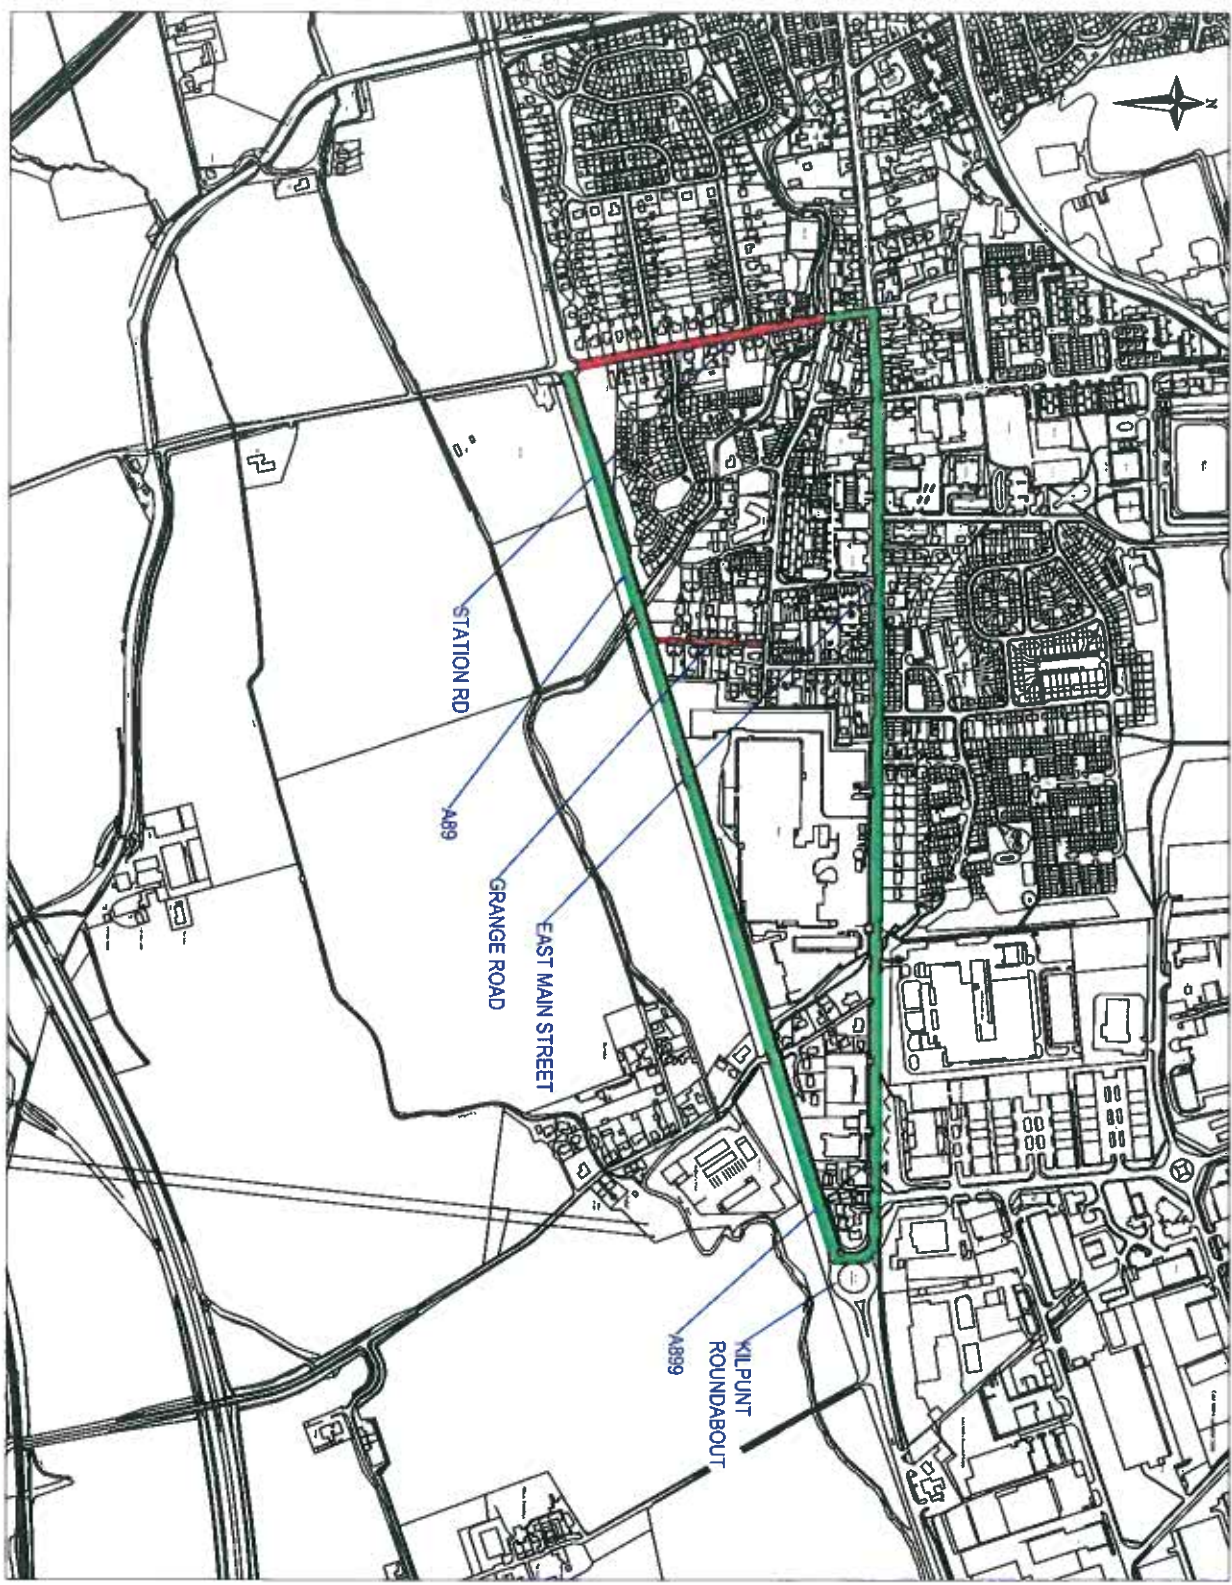 N
STATION RD
A89
GRANGE ROAD
EAST MAIN STREET
A899
KILPUNT
ROUNDABOUT